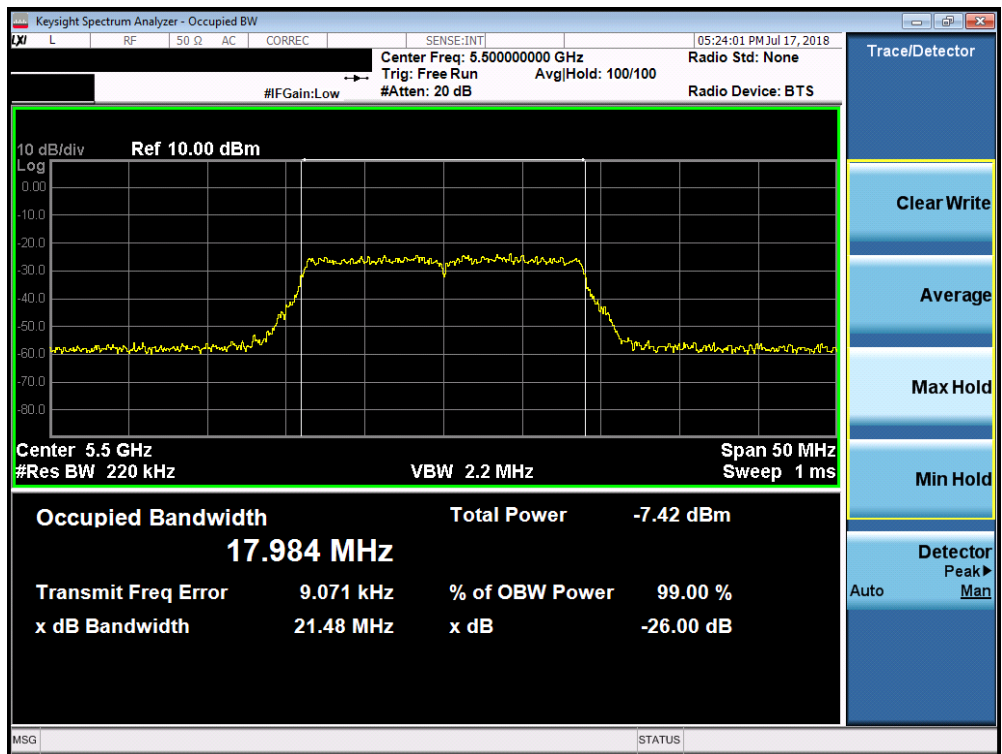 Keysight Spectrum Analyzer - Occupied BW
LXI L RF 50 Ω AC CORREC SENSE:INT 05:24:01 PM Jul 17, 2018
Center Freq: 5.500000000 GHz Radio Std: None
Trig: Free Run Avg|Hold: 100/100
#IFGain:Low #Atten: 20 dB Radio Device: BTS
10 dB/div Ref 10.00 dBm
Log
0.00
-10.0
-20.0
-30.0
-40.0
-50.0
-60.0
-70.0
-80.0
Center 5.5 GHz Span 50 MHz
#Res BW 220 kHz VBW 2.2 MHz Sweep 1 ms
Occupied Bandwidth Total Power -7.42 dBm
17.984 MHz
Transmit Freq Error 9.071 kHz % of OBW Power 99.00 %
x dB Bandwidth 21.48 MHz x dB -26.00 dB
Trace/Detector
Clear Write
Average
Max Hold
Min Hold
Detector
Peak▶
Auto Man
MSG STATUS